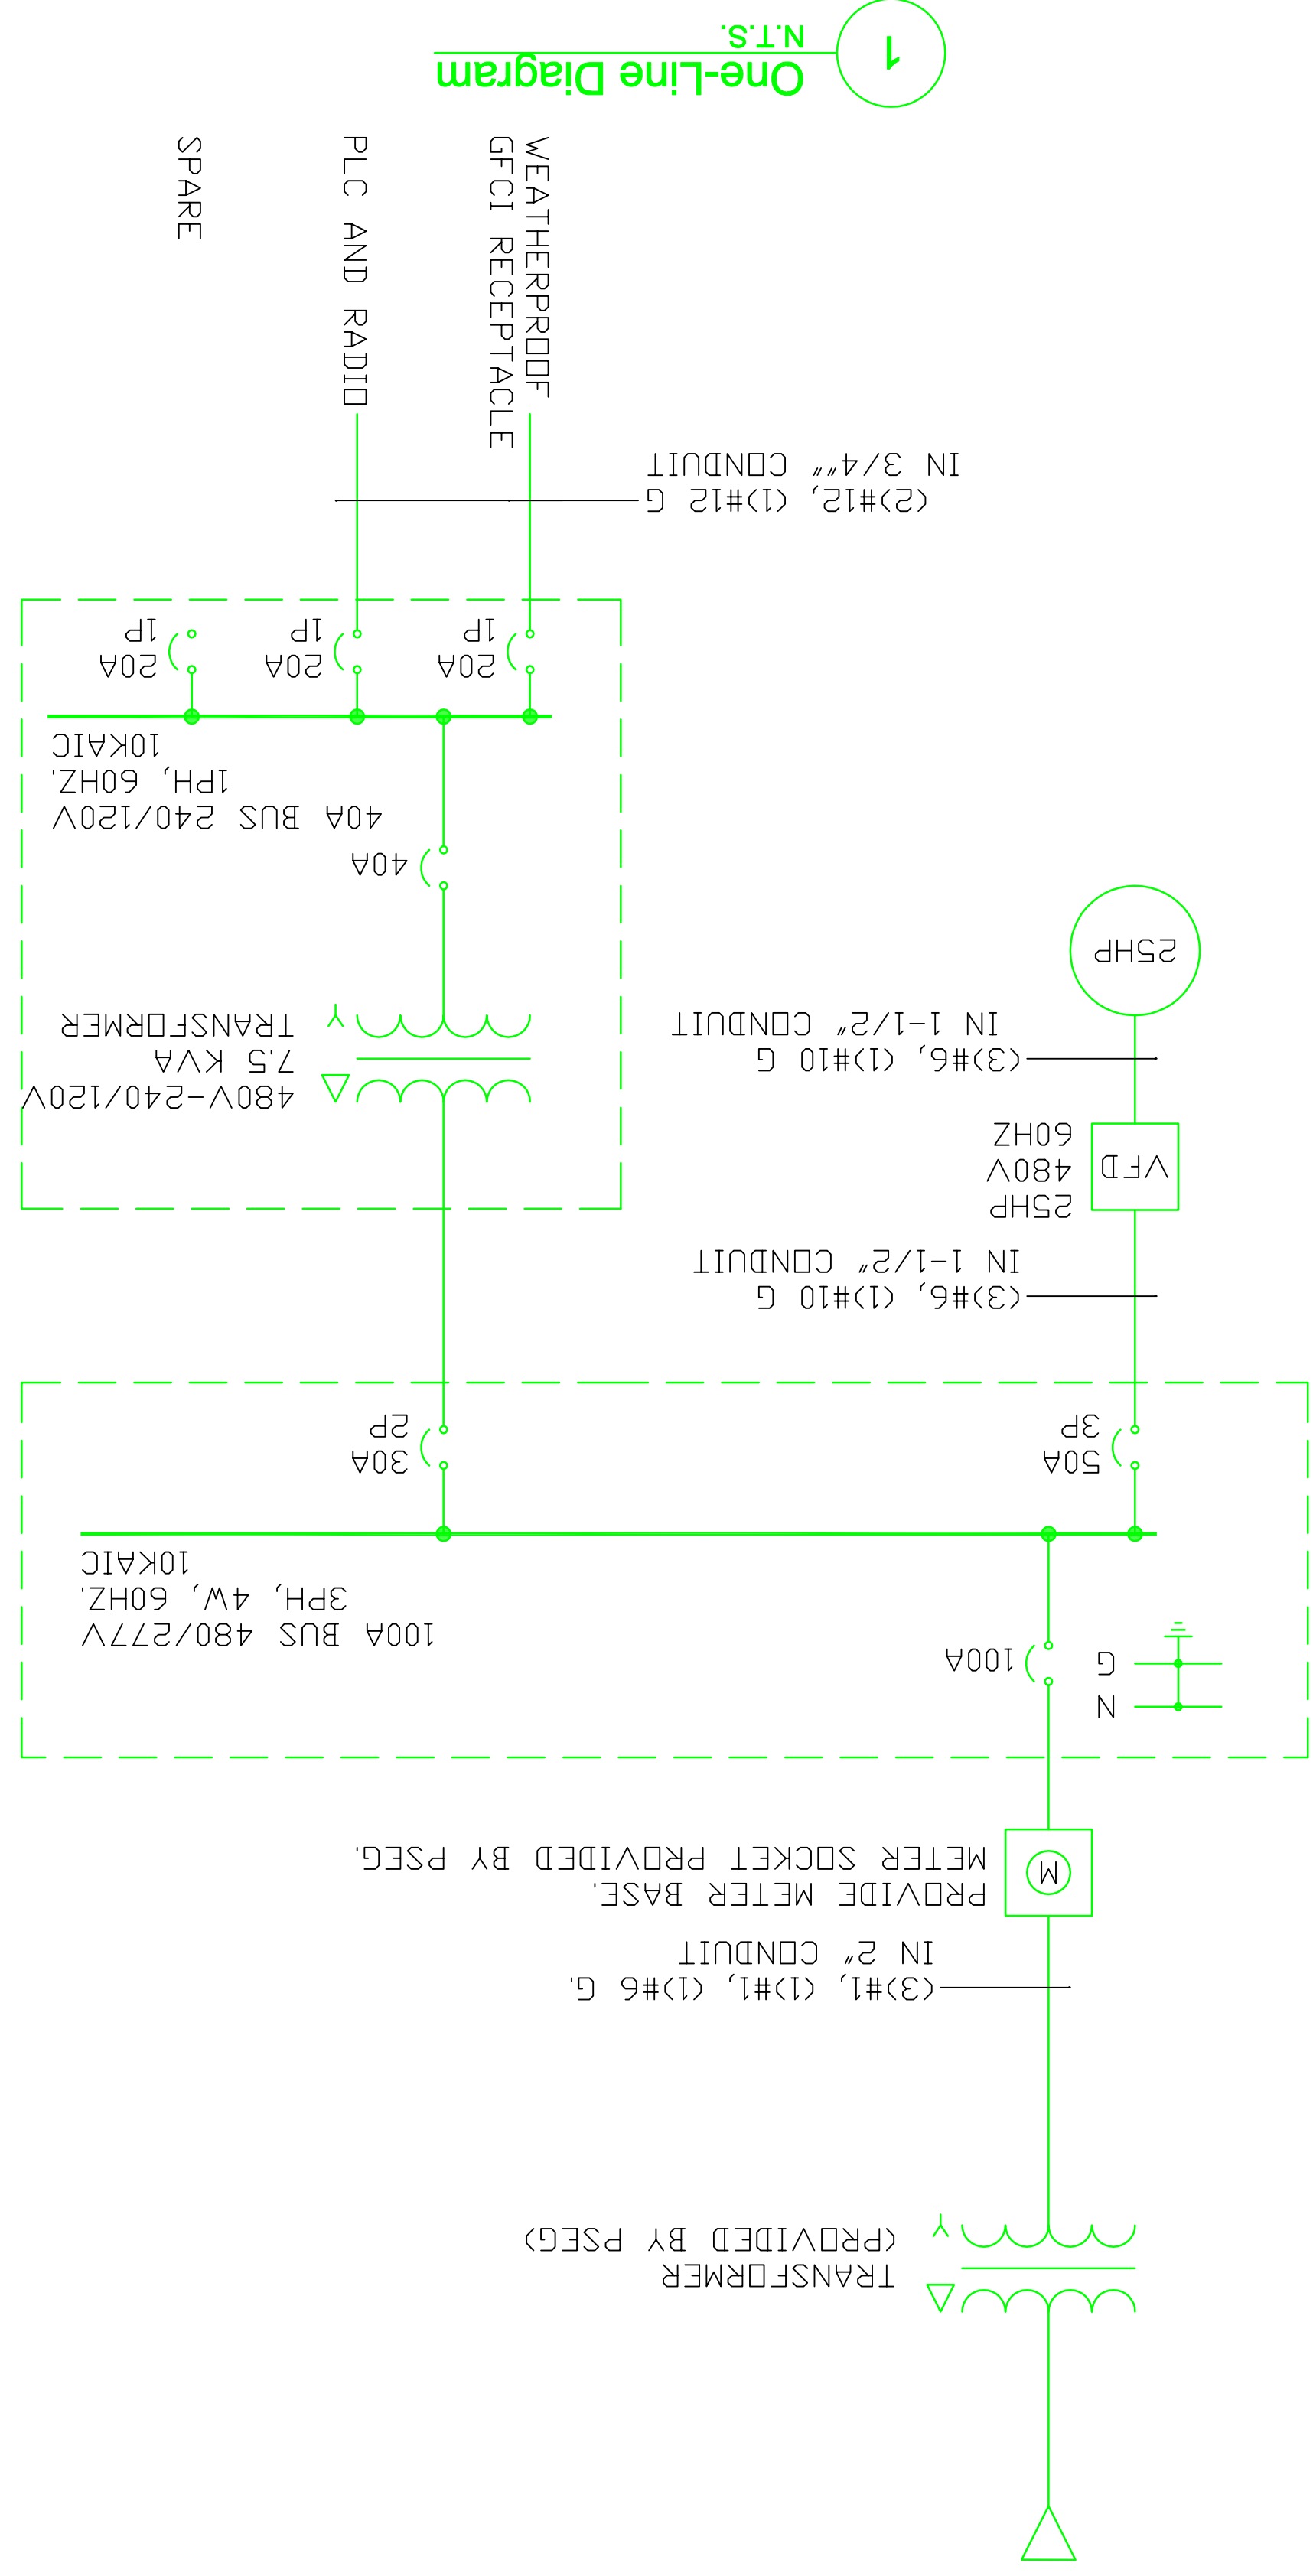 TRANSFORMER
(PROVIDED BY PSEG)
(3)#1, (1)#1, (1)#6 G.
IN 2" CONDUIT
M
PROVIDE METER BASE.
METER SOCKET PROVIDED BY PSEG.
N
G
100A
100A BUS 480/277V
3PH, 4W, 60HZ.
10KAIC
50A
3P
30A
2P
(3)#6, (1)#10 G
IN 1-1/2" CONDUIT
VFD
25HP
480V
60HZ
(3)#6, (1)#10 G
IN 1-1/2" CONDUIT
25HP
480V-240/120V
7.5 KVA
TRANSFORMER
40A
40A BUS 240/120V
1PH, 60HZ.
10KAIC
20A
1P
20A
1P
20A
1P
(2)#12, (1)#12 G
IN 3/4"" CONDUIT
WEATHERPROOF
GFCI RECEPTACLE
PLC AND RADIO
SPARE
1
One-Line Diagram
N.T.S.